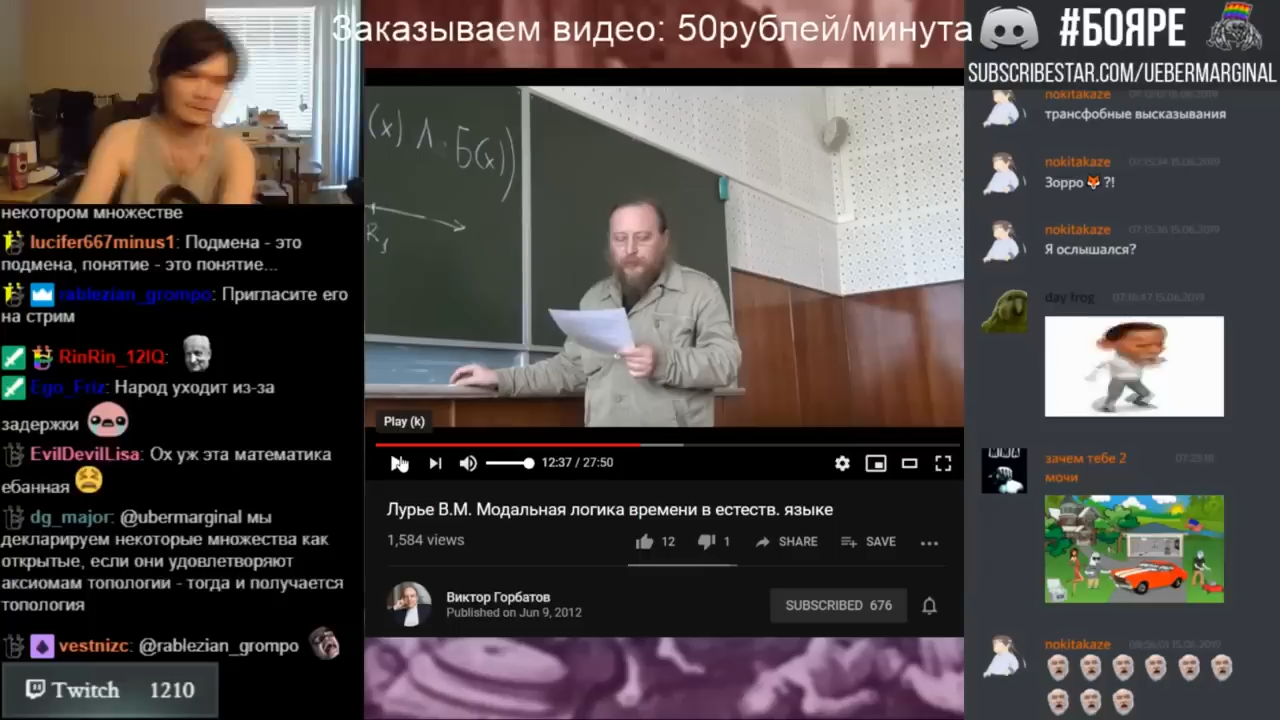 Заказываем видео: 50рублей/минута
#БОЯРЕ
SUBSCRIBESTAR.COM/UEBERMARGINAL
некотором множестве
lucifer667minus1: Подмена - это
подмена, понятие - это понятие...
rablezian_grompo: Пригласите его
на стрим
RinRin_12IQ:
Ego_Friz: Народ уходит из-за
задержки
EvilDevilLisa: Ох уж эта математика
ебанная
dg_major: @ubermarginal мы
декларируем некоторые множества как
открытые, если они удовлетворяют
аксиомам топологии - тогда и получается
топология
vestnizc: @rablezian_grompo
Twitch 1210
(x) Λ Б(x))
Play (k)
12:37 / 27:50
Лурье В.М. Модальная логика времени в естеств. языке
1,584 views
12
1
SHARE
SAVE
Виктор Горбатов
Published on Jun 9, 2012
SUBSCRIBED 676
nokitakaze
трансфобные высказывания
nokitakaze
Зорро ?!
nokitakaze
Я ослышался?
day frog
зачем тебе 2
мочи
nokitakaze